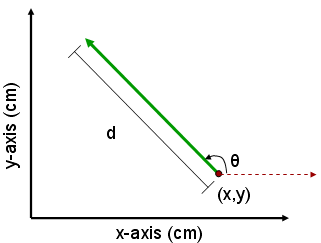 y-axis (cm)
d
θ
(x,y)
x-axis (cm)